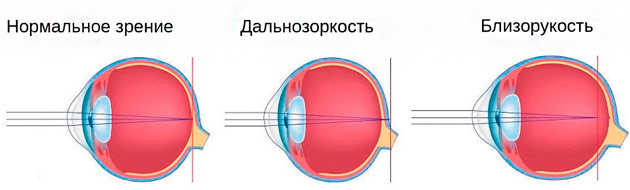 Нормальное зрение
Дальнозоркость
Близорукость